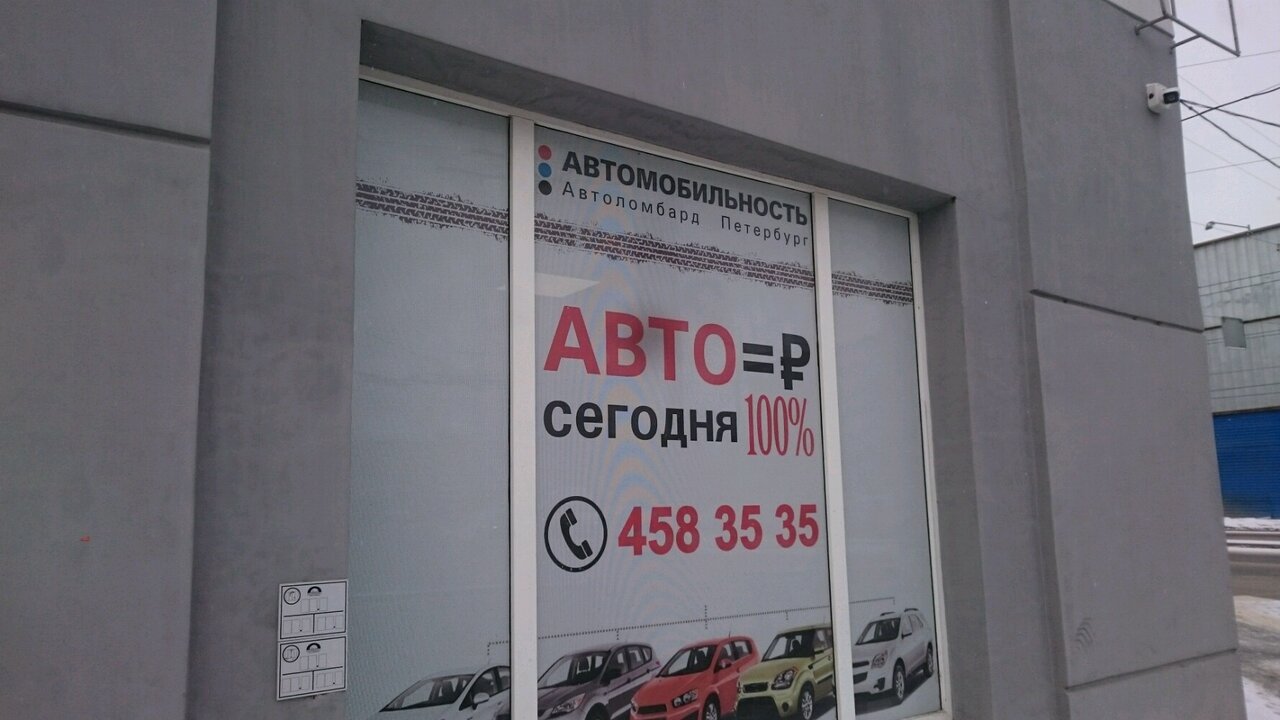 АВТОМОБИЛЬНОСТЬ
Автоломбард Петербург
АВТО=₽
сегодня 100%
458 35 35